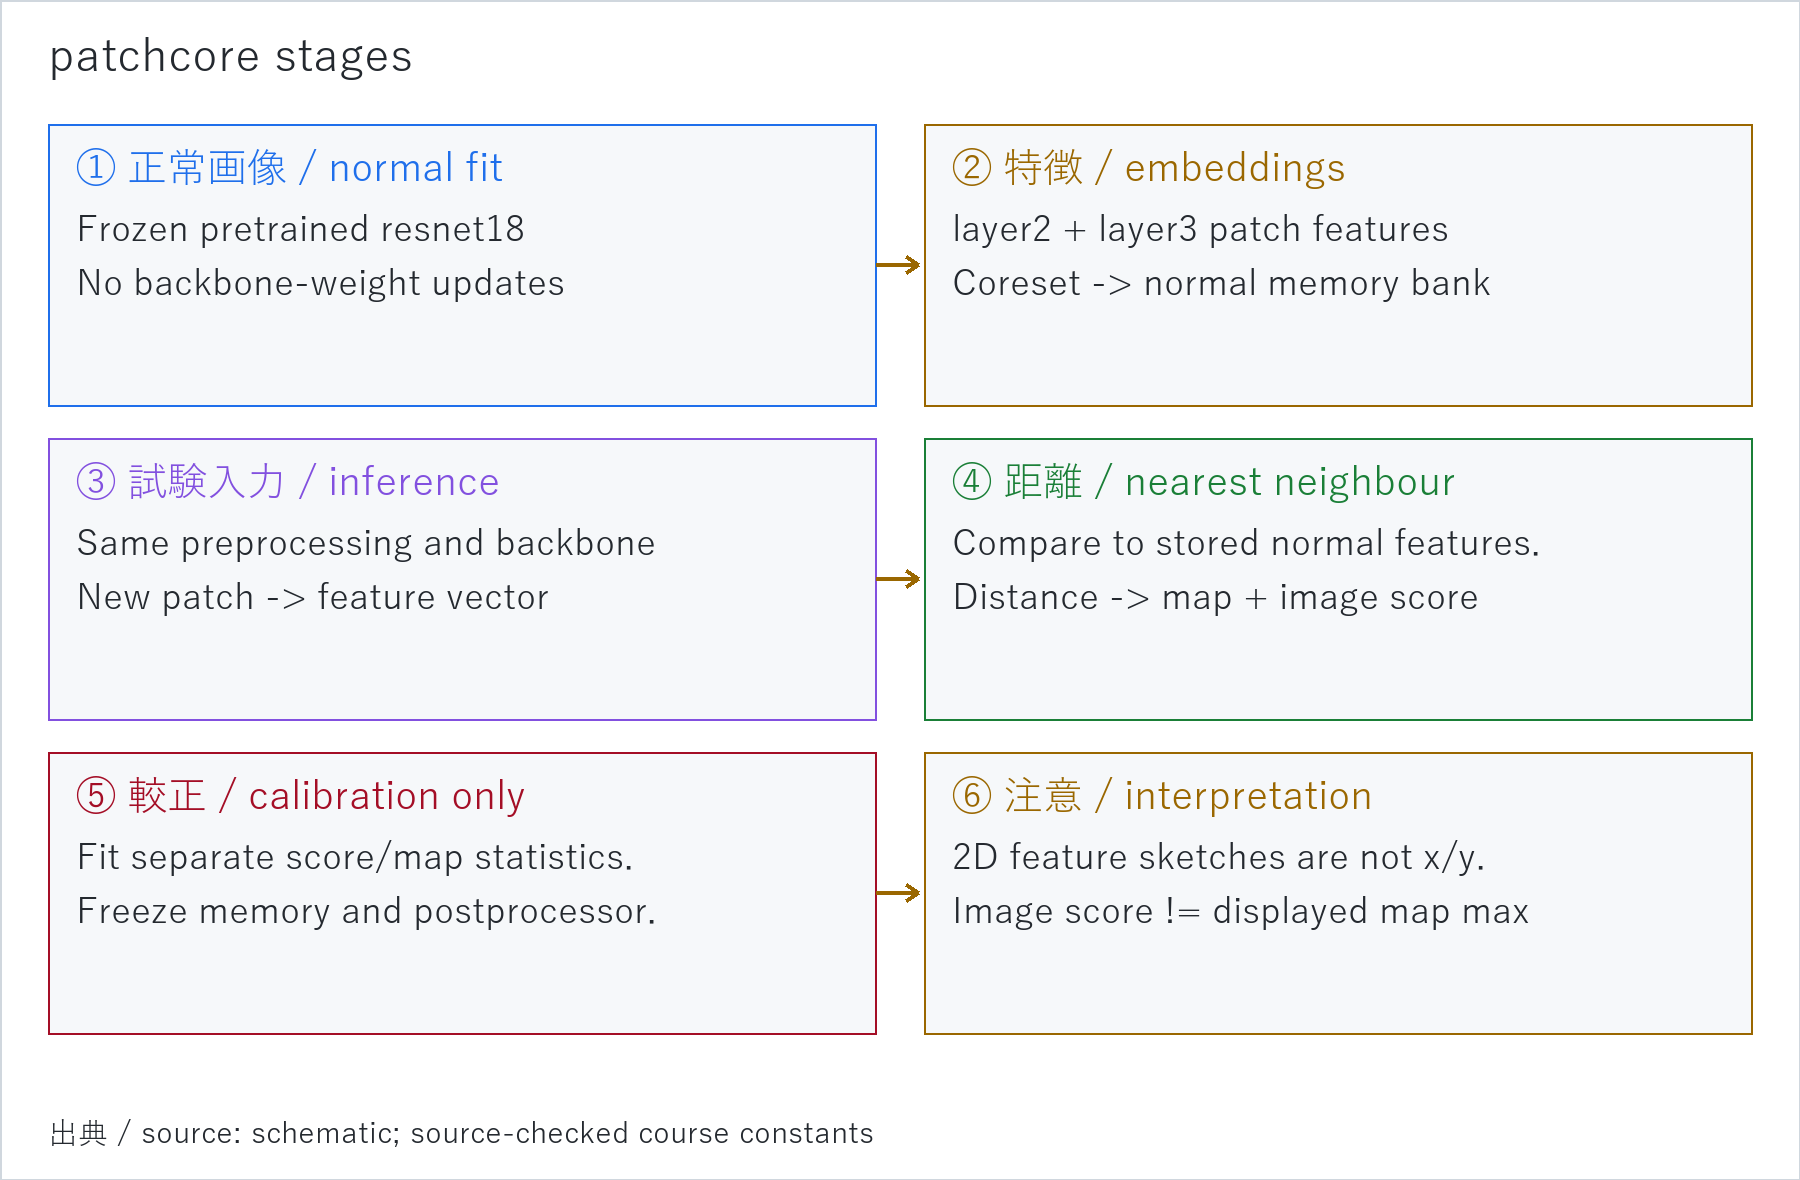 patchcore stages
① 正常画像 / normal fit
Frozen pretrained resnet18
No backbone-weight updates
② 特徴 / embeddings
layer2 + layer3 patch features
Coreset -> normal memory bank
③ 試験入力 / inference
Same preprocessing and backbone
New patch -> feature vector
④ 距離 / nearest neighbour
Compare to stored normal features.
Distance -> map + image score
⑤ 較正 / calibration only
Fit separate score/map statistics.
Freeze memory and postprocessor.
⑥ 注意 / interpretation
2D feature sketches are not x/y.
Image score != displayed map max
出典 / source: schematic; source-checked course constants